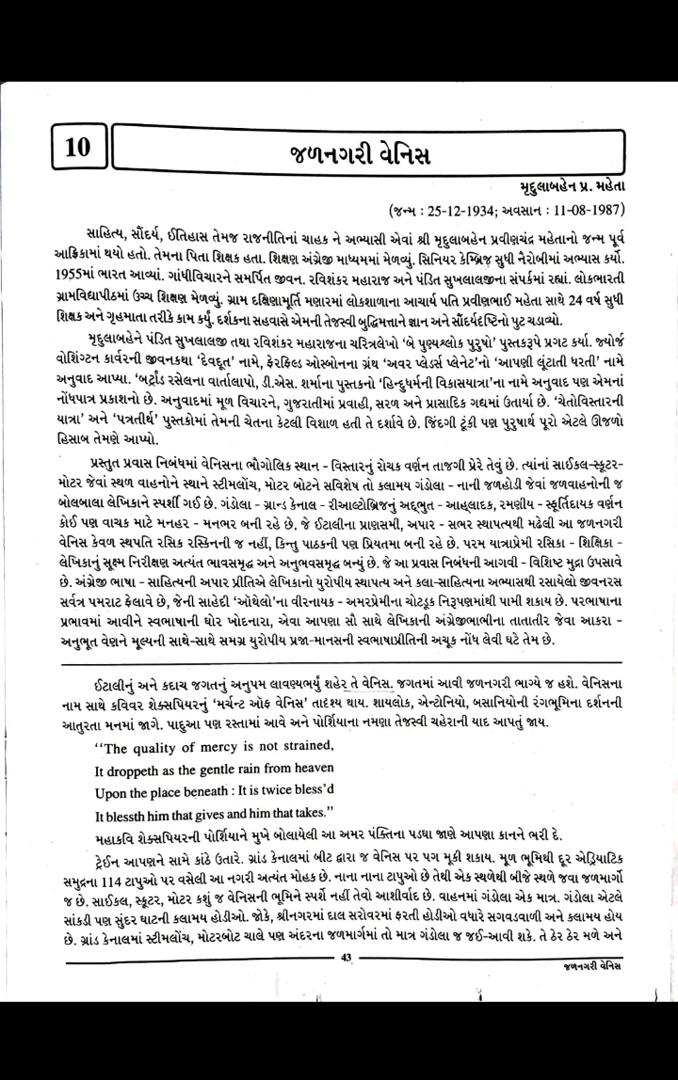 10
જળનગરી વેનિસ
મૃદુલાબહેન પ્ર. મહેતા
(જન્મ : 25-12-1934; અવસાન : 11-08-1987)
સાહિત્ય, સૌંદર્ય, ઈતિહાસ તેમજ રાજનીતિનાં ચાહક ને અભ્યાસી એવાં શ્રી મૃદુલાબહેન પ્રવીણચંદ્ર મહેતાનો જન્મ પૂર્વ
આફ્રિકામાં થયો હતો. તેમના પિતા શિક્ષક હતા. શિક્ષણ અંગ્રેજી માધ્યમમાં મેળવ્યું. સિનિયર કેમ્બ્રિજ સુધી નૈરોબીમાં અભ્યાસ કર્યો.
1955માં ભારત આવ્યાં. ગાંધીવિચારને સમર્પિત જીવન. રવિશંકર મહારાજ અને પંડિત સુખલાલજીના સંપર્કમાં રહ્યાં. લોકભારતી
ગ્રામવિદ્યાપીઠમાં ઉચ્ચ શિક્ષણ મેળવ્યું. ગ્રામ દક્ષિણામૂર્તિ મણારમાં લોકશાળાના આચાર્ય પતિ પ્રવીણભાઈ મહેતા સાથે 24 વર્ષ સુધી
શિક્ષક અને ગૃહમાતા તરીકે કામ કર્યું. દર્શકના સહવાસે એમની તેજસ્વી બુદ્ધિમત્તાને જ્ઞાન અને સૌંદર્યદૃષ્ટિનો પુટ ચડાવ્યો.
મૃદુલાબહેને પંડિત સુખલાલજી તથા રવિશંકર મહારાજના ચરિત્રલેખો ‘બે પુણ્યશ્લોક પુરુષો’ પુસ્તકરૂપે પ્રગટ કર્યા. જ્યોર્જ
વોશિંગ્ટન કાર્વરની જીવનકથા ‘દેવદૂત’ નામે, ફેરફિલ્ડ ઓસ્બોનના ગ્રંથ ‘અવર પ્લેડર્સ પ્લેનેટ’નો ‘આપણી લૂંટાતી ધરતી’ નામે
અનુવાદ આપ્યા. ‘બર્ટ્રાંડ રસેલના વાર્તાલાપો, ડી.એસ. શર્માના પુસ્તકનો ‘હિન્દુધર્મની વિકાસયાત્રા’ના નામે અનુવાદ પણ એમનાં
નોંધપાત્ર પ્રકાશનો છે. અનુવાદમાં મૂળ વિચારને, ગુજરાતીમાં પ્રવાહી, સરળ અને પ્રાસાદિક ગદ્યમાં ઉતાર્યા છે. ‘ચેતોવિસ્તારની
યાત્રા’ અને ‘પત્રતીર્થ’ પુસ્તકોમાં તેમની ચેતના કેટલી વિશાળ હતી તે દર્શાવે છે. જિંદગી ટૂંકી પણ પુરુષાર્થ પૂરો એટલે ઊજળો
હિસાબ તેમણે આપ્યો.
પ્રસ્તુત પ્રવાસ નિબંધમાં વેનિસના ભૌગોલિક સ્થાન - વિસ્તારનું રોચક વર્ણન તાજગી પ્રેરે તેવું છે. ત્યાંનાં સાઈકલ-સ્કૂટર-
મોટર જેવાં સ્થળ વાહનોને સ્થાને સ્ટીમલોંચ, મોટર બોટને સવિશેષ તો કલામય ગંડોલા - નાની જળહોડી જેવાં જળવાહનોની જ
બોલબાલા લેખિકાને સ્પર્શી ગઈ છે. ગંડોલા - ગ્રાન્ડ કેનાલ - રીઆલ્ટોબ્રિજનું અદ્ભુત - આહ્લાદક, રમણીય - સ્ફૂર્તિદાયક વર્ણન
કોઈ પણ વાચક માટે મનહર - મનભર બની રહે છે. જે ઈટાલીના પ્રાણસમી, અપાર - સભર સ્થાપત્યથી મઢેલી આ જળનગરી
વેનિસ કેવળ સ્થપતિ રસિક રસ્કિનની જ નહીં, કિન્તુ પાઠકની પણ પ્રિયતમા બની રહે છે. પરમ યાત્રાપ્રેમી રસિકા - શિક્ષિકા -
લેખિકાનું સૂક્ષ્મ નિરીક્ષણ અત્યંત ભાવસમૃદ્ધ અને અનુભવસમૃદ્ધ બન્યું છે. જે આ પ્રવાસ નિબંધની આગવી - વિશિષ્ટ મુદ્રા ઉપસાવે
છે. અંગ્રેજી ભાષા - સાહિત્યની અપાર પ્રીતિએ લેખિકાનો યુરોપીય સ્થાપત્ય અને કલા-સાહિત્યના અભ્યાસથી રસાયેલો જીવનરસ
સર્વત્ર પમરાટ ફેલાવે છે, જેની સાહેદી ‘ઑથેલો’ના વીરનાયક - અમરપ્રેમીના ચોટડૂક નિરૂપણમાંથી પામી શકાય છે. પરભાષાના
પ્રભાવમાં આવીને સ્વભાષાની ઘોર ખોદનારા, એવા આપણા સૌ સાથે લેખિકાની અંગ્રેજીભાભીના તાતાતીર જેવા આકરા -
અનુભૂત વેણને મૂલ્યની સાથે-સાથે સમગ્ર યુરોપીય પ્રજા-માનસની સ્વભાષાપ્રીતિની અચૂક નોંધ લેવી ઘટે તેમ છે.
ઈટાલીનું અને કદાચ જગતનું અનુપમ લાવણ્યભર્યું શહેર તે વેનિસ. જગતમાં આવી જળનગરી ભાગ્યે જ હશે. વેનિસના
નામ સાથે કવિવર શેક્સપિયરનું ‘મર્ચન્ટ ઑફ વેનિસ’ તાદૃશ્ય થાય. શાયલોક, એન્ટોનિયો, બસાનિયોની રંગભૂમિના દર્શનની
આતુરતા મનમાં જાગે. પાદુઆ પણ રસ્તામાં આવે અને પોર્શિયાના નમણા તેજસ્વી ચહેરાની યાદ આપતું જાય.
‘‘The quality of mercy is not strained,
It droppeth as the gentle rain from heaven
Upon the place beneath : It is twice bless’d
It blessth him that gives and him that takes.’’
મહાકવિ શેક્સપિયરની પોર્શિયાને મુખે બોલાયેલી આ અમર પંક્તિના પડઘા જાણે આપણા કાનને ભરી દે.
ટ્રેઈન આપણને સામે કાંઠે ઉતારે. ગ્રાંડ કેનાલમાં બીટ દ્વારા જ વેનિસ પર પગ મૂકી શકાય. મૂળ ભૂમિથી દૂર એડ્રિયાટિક
સમુદ્રના 114 ટાપુઓ પર વસેલી આ નગરી અત્યંત મોહક છે. નાના નાના ટાપુઓ છે તેથી એક સ્થળેથી બીજે સ્થળે જવા જળમાર્ગો
જ છે. સાઈકલ, સ્કૂટર, મોટર કશું જ વેનિસની ભૂમિને સ્પર્શે નહીં તેવો આશીર્વાદ છે. વાહનમાં ગંડોલા એક માત્ર. ગંડોલા એટલે
સાંકડી પણ સુંદર ઘાટની કલામય હોડીઓ. જોકે, શ્રીનગરમાં દાલ સરોવરમાં ફરતી હોડીઓ વધારે સગવડવાળી અને કલામય હોય
છે. ગ્રાંડ કેનાલમાં સ્ટીમલોંચ, મોટરબોટ ચાલે પણ અંદરના જળમાર્ગમાં તો માત્ર ગંડોલા જ જઈ-આવી શકે. તે ઠેર ઠેર મળે અને
43
જળનગરી વેનિસ